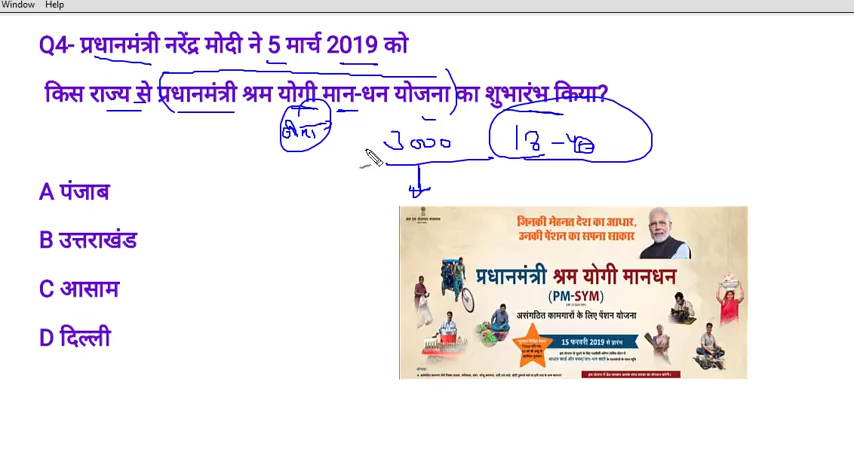 Window Help
Q4- प्रधानमंत्री नरेंद्र मोदी ने 5 मार्च 2019 को
किस राज्य से प्रधानमंत्री श्रम योगी मान-धन योजना का शुभारंभ किया?
3000
18 - 40
A पंजाब
B उत्तराखंड
C आसाम
D दिल्ली
जिनकी मेहनत देश का आधार,
उनकी पेंशन का सपना साकार
प्रधानमंत्री श्रम योगी मानधन
(PM-SYM)
असंगठित कामगारों के लिए पेंशन योजना
15 फरवरी 2019 से प्रारंभ